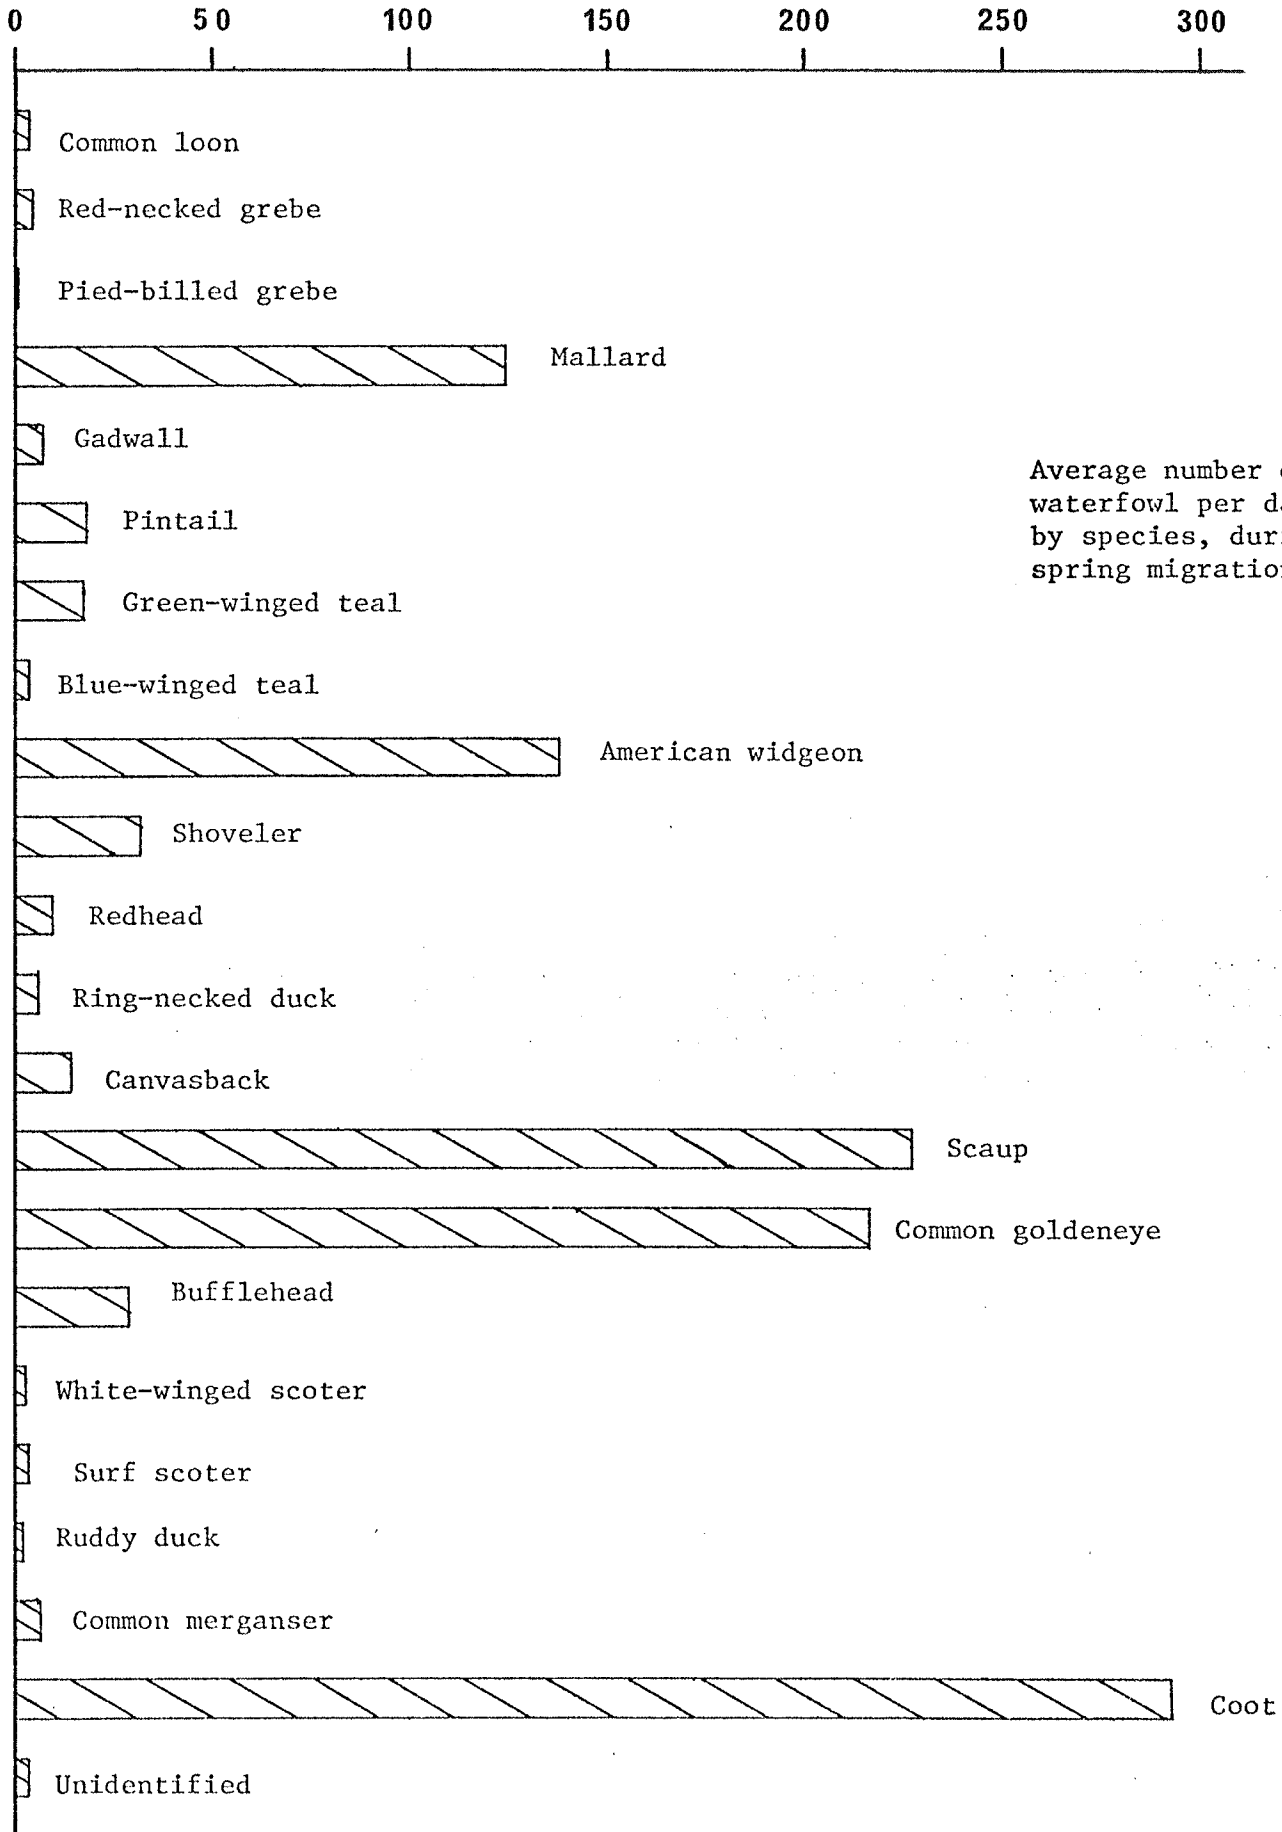 0 50 100 150 200 250 300
Common loon
Red-necked grebe
Pied-billed grebe
Mallard
Gadwall
Average number
waterfowl per
by species,
spring
Pintail
Green-winged teal
Blue-winged teal
American widgeon
Shoveler
Redhead
Ring-necked duck
Canvasback
Scaup
Common goldeneye
Bufflehead
White-winged scoter
Surf scoter
Ruddy duck
Common merganser
Coot
Unidentified